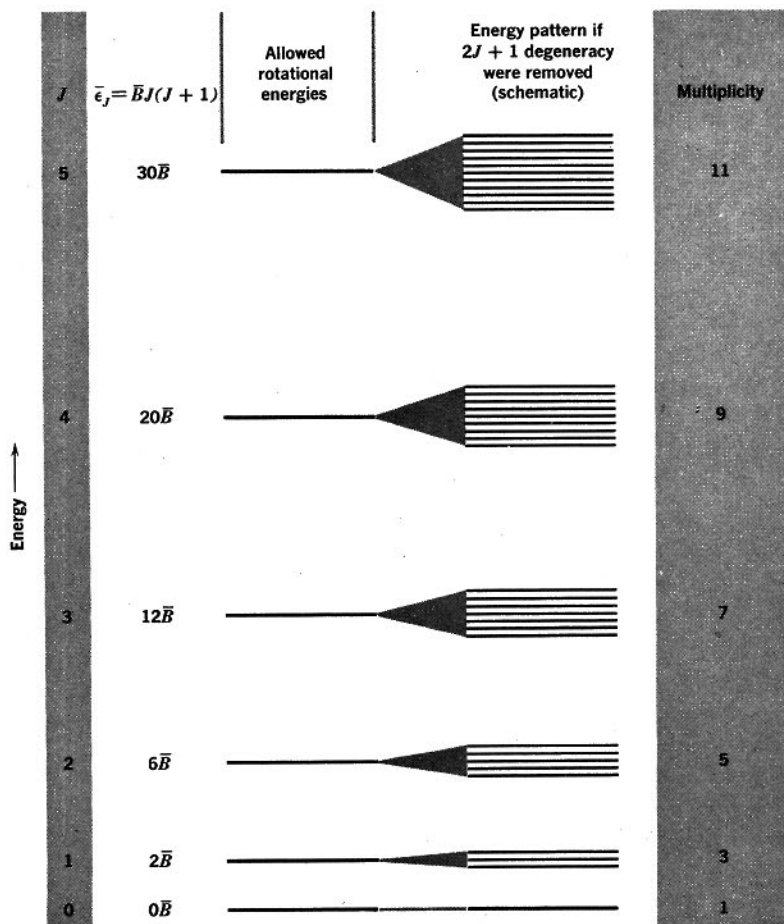 Allowed
rotational
energies
Energy pattern if
2J + 1 degeneracy
were removed
(schematic)
J
ε̄_J = B̄J(J + 1)
Multiplicity
5 30B̄ 11
4 20B̄ 9
Energy →
3 12B̄ 7
2 6B̄ 5
1 2B̄ 3
0 0B̄ 1